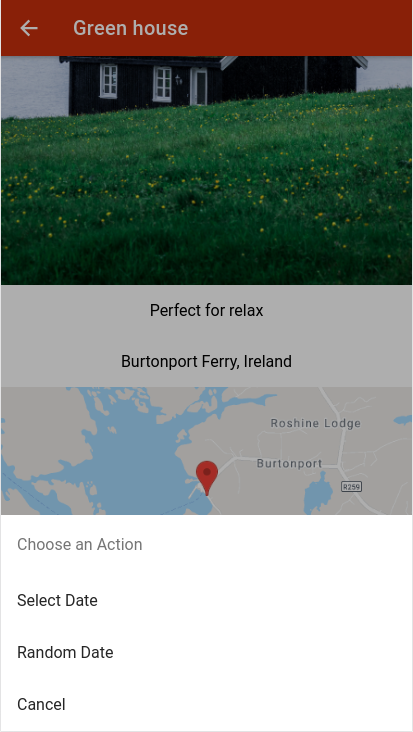 Green house
Perfect for relax
Burtonport Ferry, Ireland
Roshine Lodge
Burtonport
R259
Choose an Action
Select Date
Random Date
Cancel